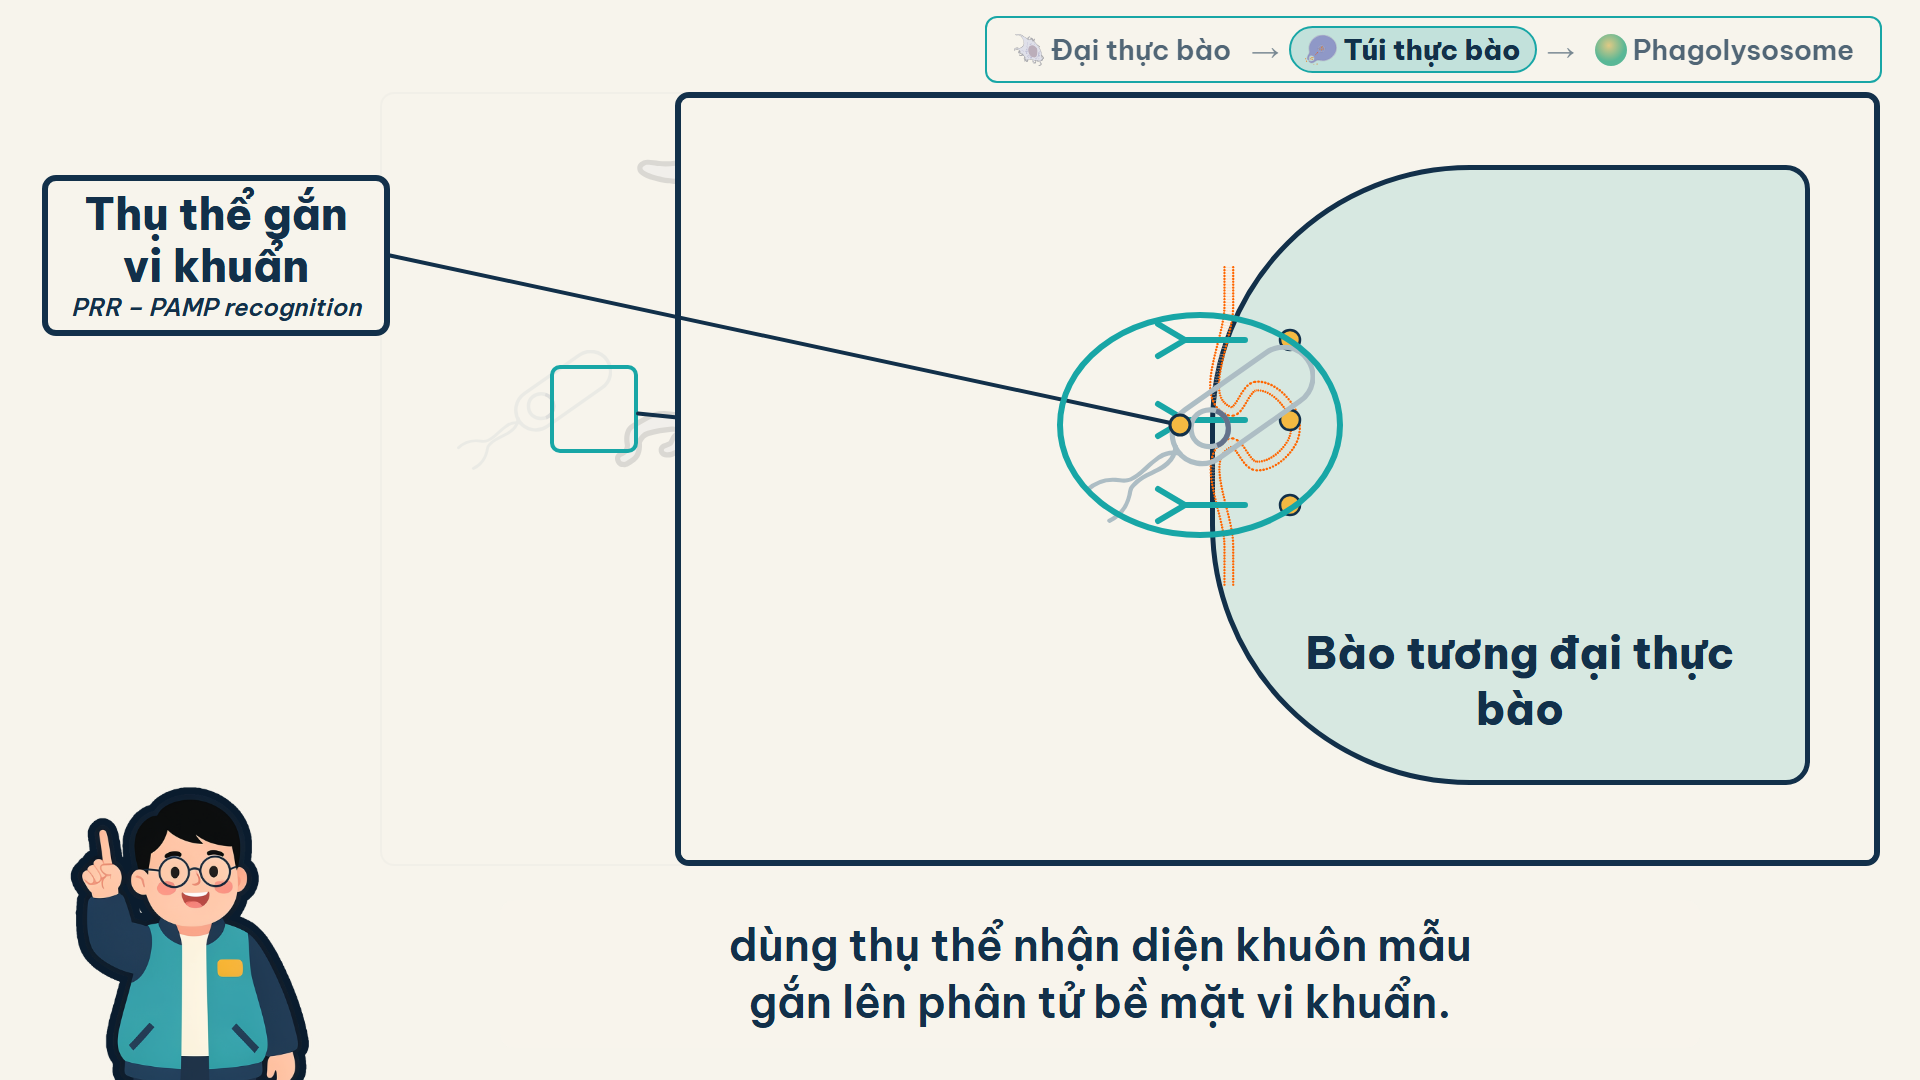 Đại thực bào → Túi thực bào → Phagolysosome
Thụ thể gắn
vi khuẩn
PRR – PAMP recognition
Bào tương đại thực
bào
dùng thụ thể nhận diện khuôn mẫu
gắn lên phân tử bề mặt vi khuẩn.